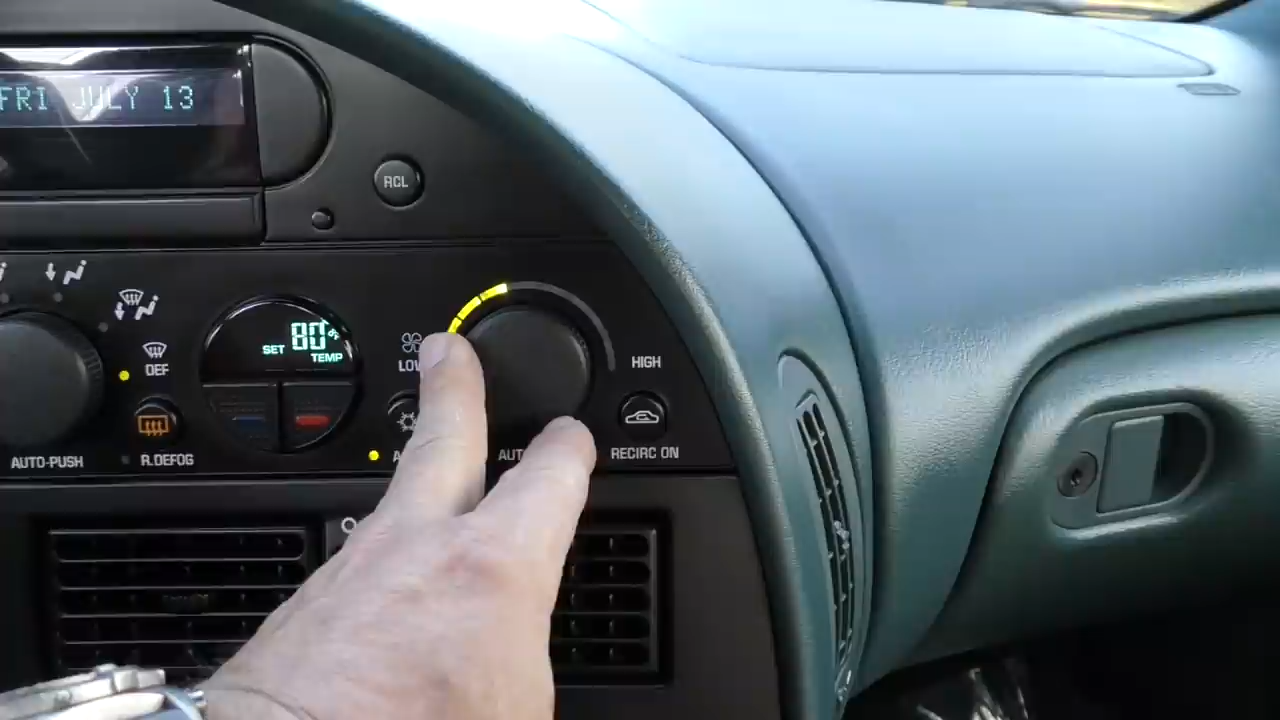 FRI JULY 13
RCL
80°F
SET
TEMP
DEF
LOW
HIGH
AUTO-PUSH
R.DEFOG
RECIRC ON